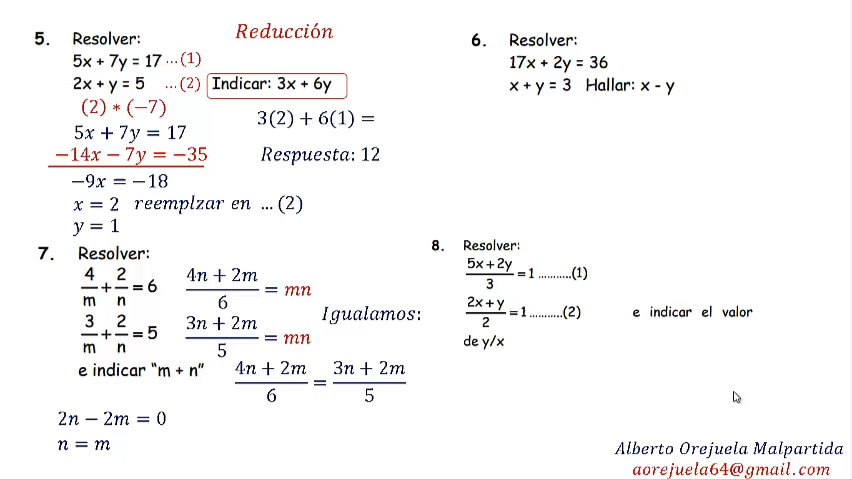 Reducción
5. Resolver:
5x + 7y = 17 ...(1)
2x + y = 5 ...(2) Indicar: 3x + 6y
(2) ∗ (−7)
5x + 7y = 17
−14x − 7y = −35
−9x = −18
x = 2 reemplzar en ...(2)
y = 1
3(2) + 6(1) =
Respuesta: 12
6. Resolver:
17x + 2y = 36
x + y = 3 Hallar: x - y
7. Resolver:
4/m + 2/n = 6
3/m + 2/n = 5
e indicar “m + n”
(4n + 2m)/6 = mn
(3n + 2m)/5 = mn
Igualamos:
(4n + 2m)/6 = (3n + 2m)/5
2n − 2m = 0
n = m
8. Resolver:
(5x + 2y)/3 = 1 ...........(1)
(2x + y)/2 = 1 ...........(2) e indicar el valor
de y/x
Alberto Orejuela Malpartida
aorejuela64@gmail.com